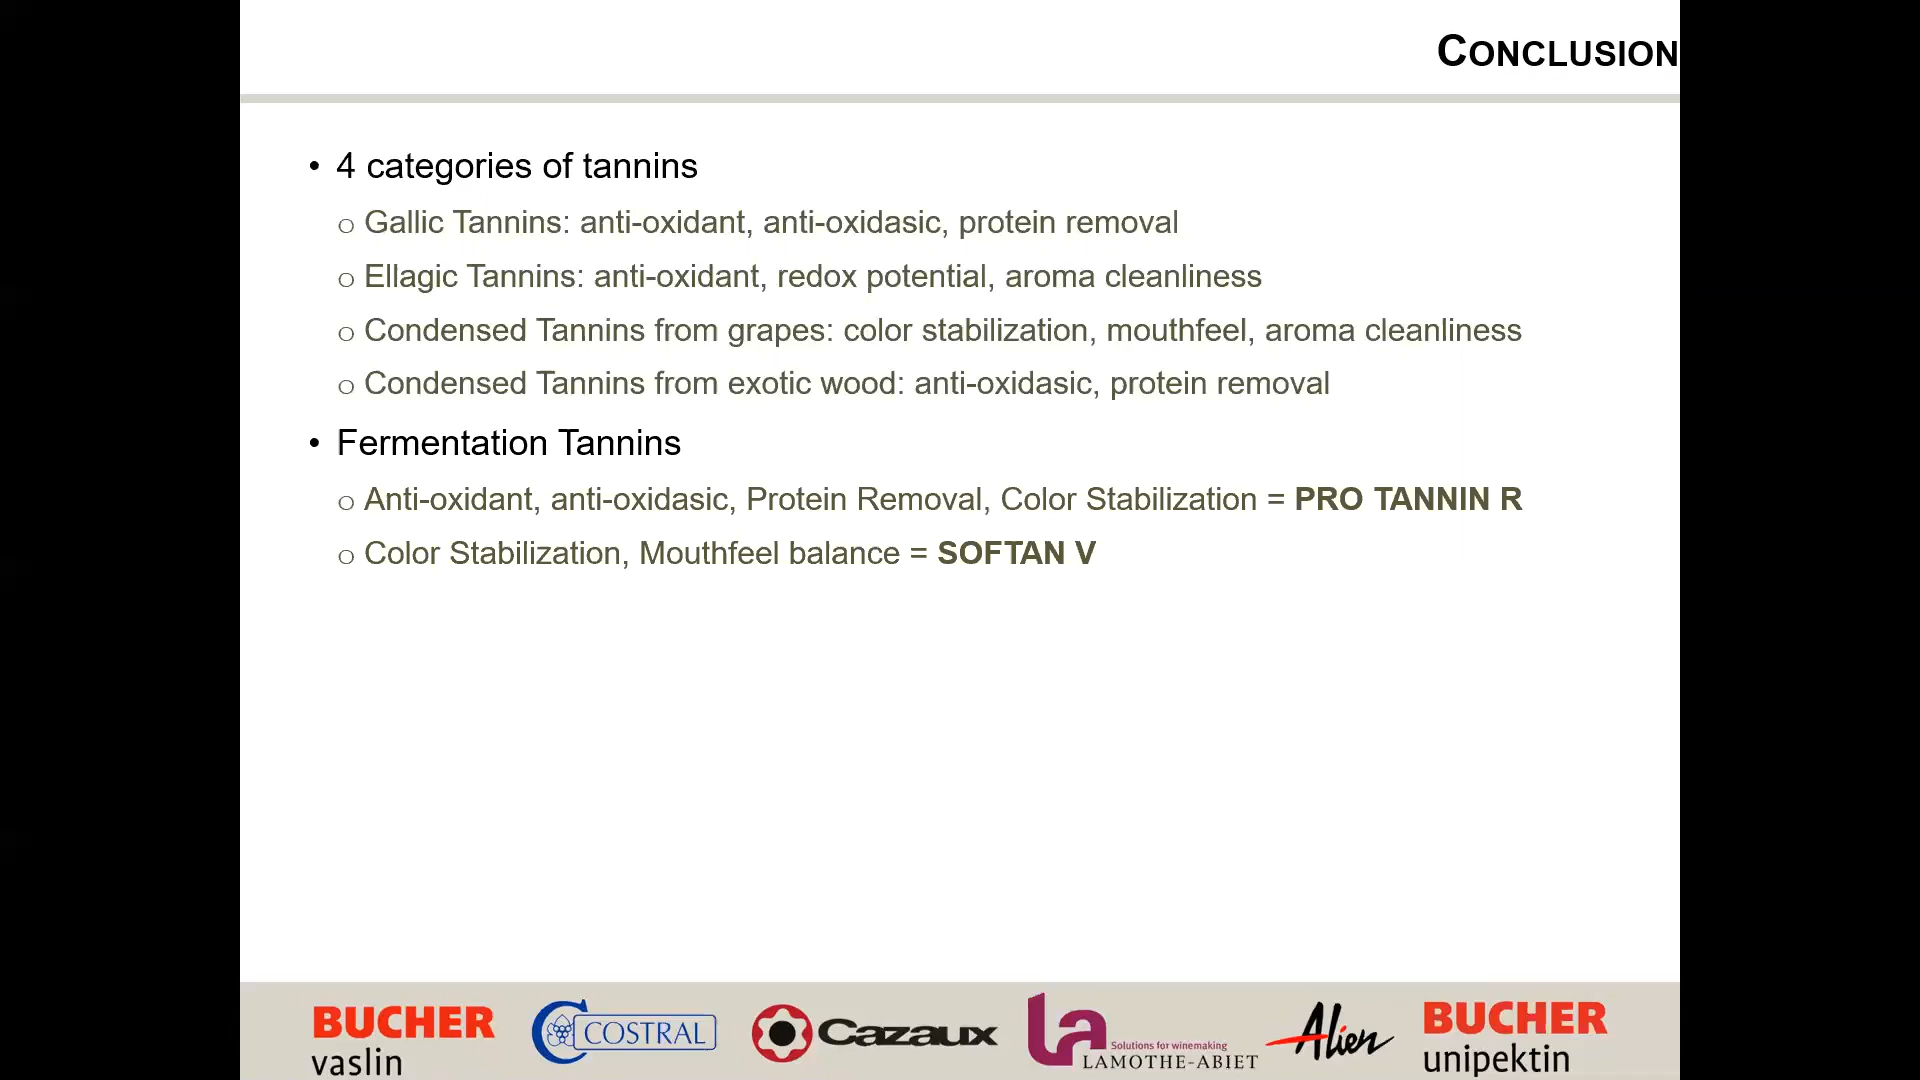 CONCLUSION
• 4 categories of tannins
o Gallic Tannins: anti-oxidant, anti-oxidasic, protein removal
o Ellagic Tannins: anti-oxidant, redox potential, aroma cleanliness
o Condensed Tannins from grapes: color stabilization, mouthfeel, aroma cleanliness
o Condensed Tannins from exotic wood: anti-oxidasic, protein removal
• Fermentation Tannins
o Anti-oxidant, anti-oxidasic, Protein Removal, Color Stabilization = PRO TANNIN R
o Color Stabilization, Mouthfeel balance = SOFTAN V
BUCHER
vaslin
COSTRAL
Cazaux
La
Solutions for winemaking
LAMOTHE-ABIET
Alien
BUCHER
unipektin